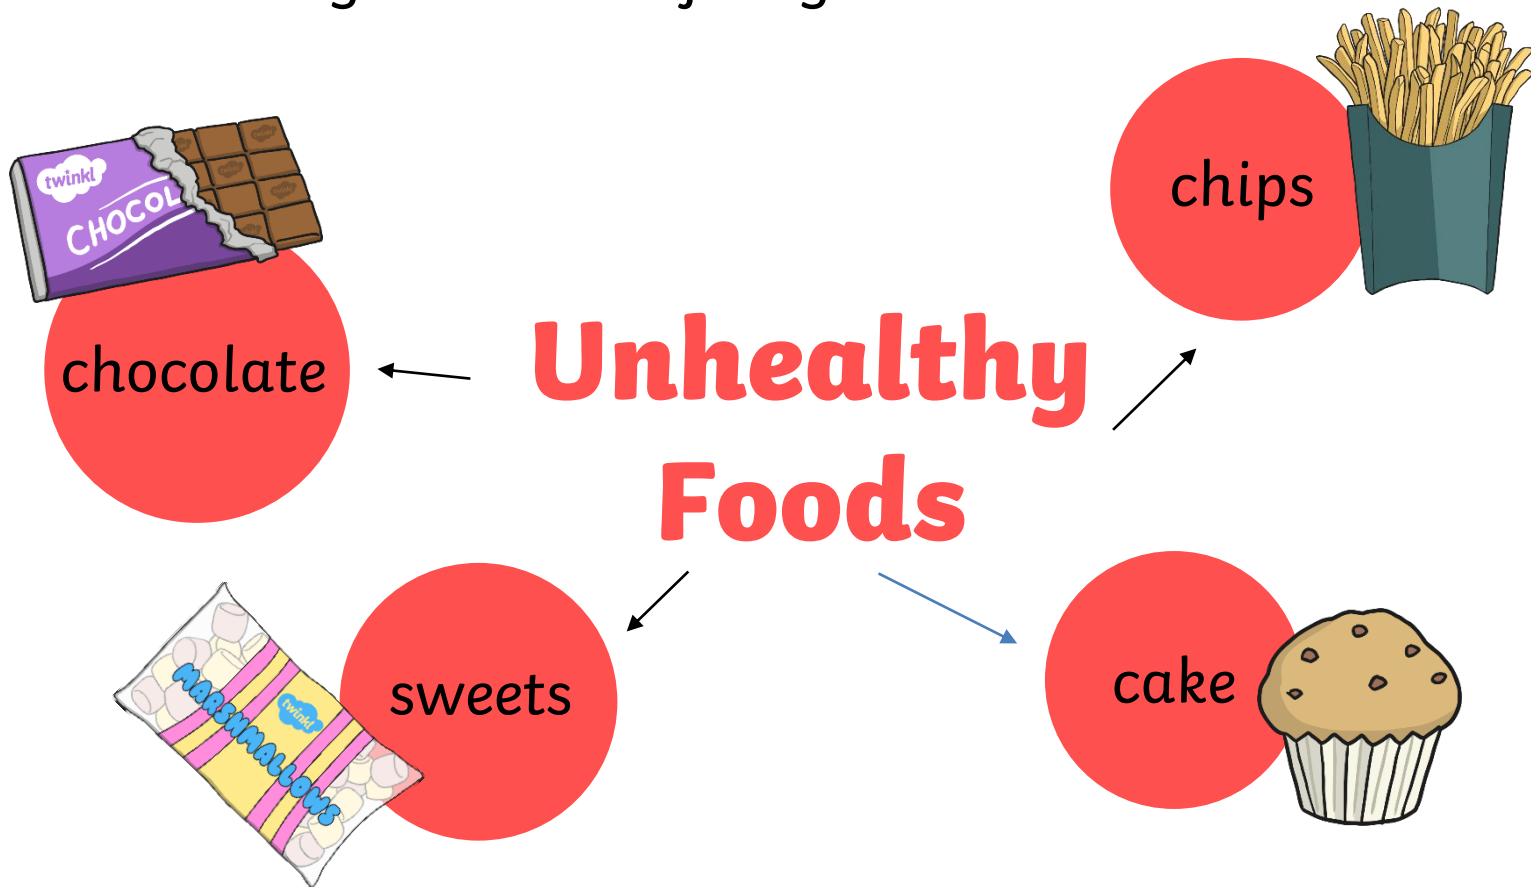 chips
twinkl
CHOCOL
chocolate
Unhealthy
Foods
sweets
twinkl
MARSHMALLOWS
cake